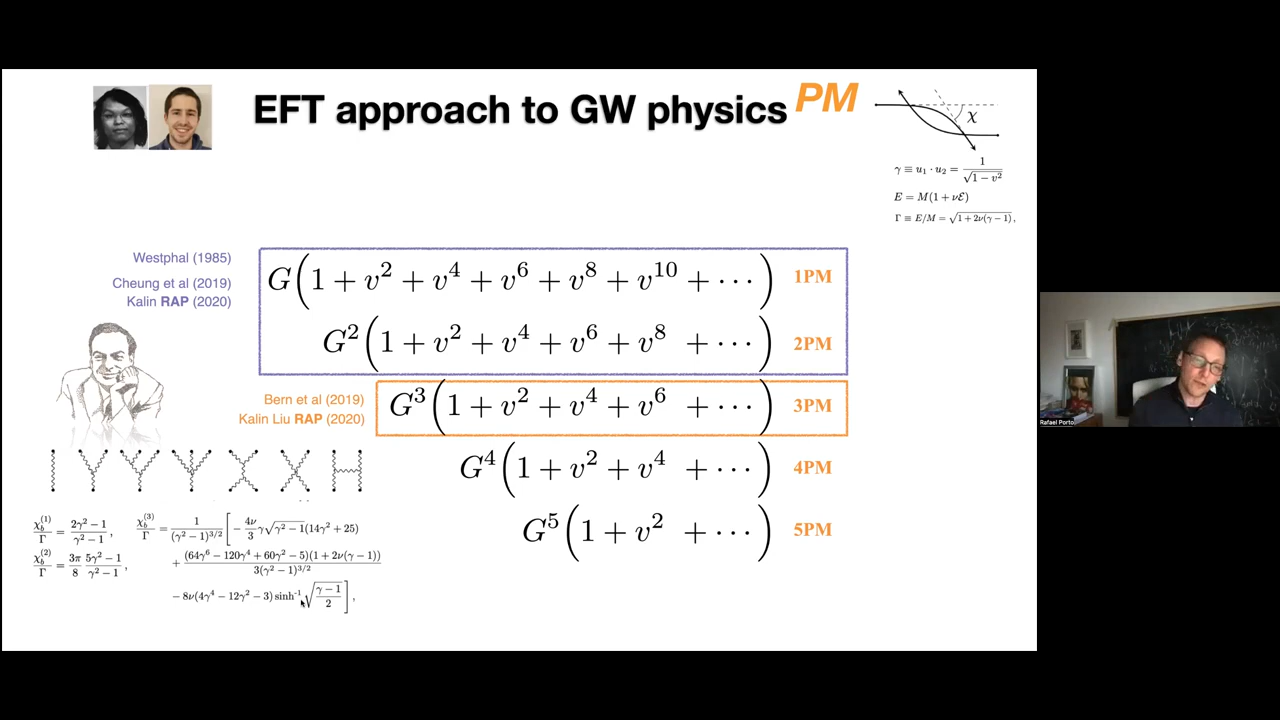 EFT approach to GW physics PM
χ
γ ≡ u₁ · u₂ = 1/√(1 − v²)
E = M(1 + νℰ)
Γ ≡ E/M = √(1 + 2ν(γ − 1)),
Westphal (1985)
Cheung et al (2019)
Kalin RAP (2020)
G(1 + v² + v⁴ + v⁶ + v⁸ + v¹⁰ + ···) 1PM
G²(1 + v² + v⁴ + v⁶ + v⁸ + ···) 2PM
Bern et al (2019)
Kalin Liu RAP (2020)
G³(1 + v² + v⁴ + v⁶ + ···) 3PM
G⁴(1 + v² + v⁴ + ···) 4PM
G⁵(1 + v² + ···) 5PM
χ_b^(1)/Γ = (2γ² − 1)/(γ² − 1),
χ_b^(2)/Γ = 3π/8 (5γ² − 1)/(γ² − 1),
χ_b^(3)/Γ = 1/(γ² − 1)^(3/2) [ − 4ν/3 γ√(γ² − 1)(14γ² + 25)
+ (64γ⁶ − 120γ⁴ + 60γ² − 5)(1 + 2ν(γ − 1))/3(γ² − 1)^(3/2)
− 8ν(4γ⁴ − 12γ² − 3) sinh⁻¹ √((γ − 1)/2) ],
Rafael Porto